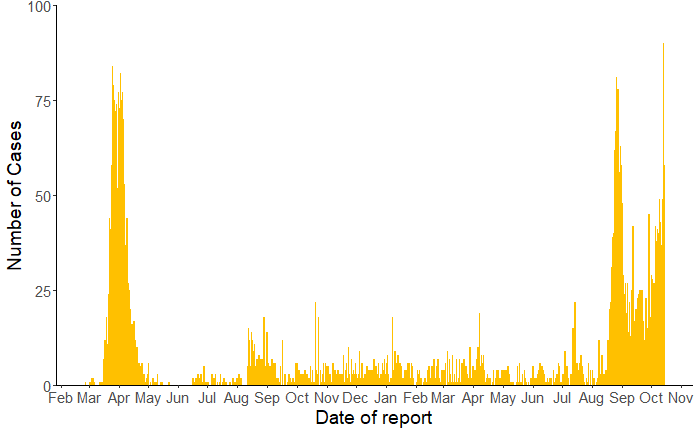 100
75
50
25
0
Number of Cases
Feb Mar Apr May Jun Jul Aug Sep Oct Nov Dec Jan Feb Mar Apr May Jun Jul Aug Sep Oct Nov
Date of report